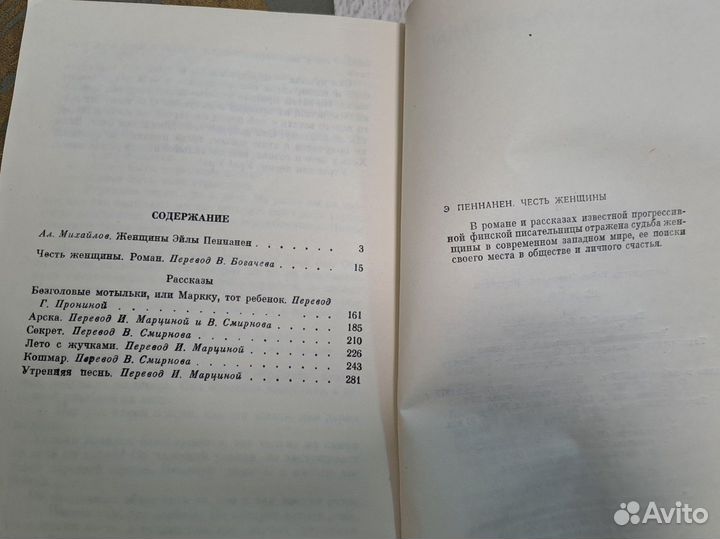 СОДЕРЖАНИЕ
Ал. Михайлов. Женщины Эйлы Пеннанен . . . . . . . 3
Честь женщины. Роман. Перевод В. Богачева . . . . . 15
Рассказы
Безголовые мотыльки, или Маркку, тот ребенок. Перевод
Г. Прониной . . . . . . . . . . . . . 161
Арска. Перевод И. Марциной и В. Смирнова . . . . . 185
Секрет. Перевод В. Смирнова . . . . . . . . . 210
Лето с жучками. Перевод И. Марциной . . . . . . . 226
Кошмар. Перевод В. Смирнова . . . . . . . . . 243
Утренняя песнь. Перевод И. Марциной . . . . . . . 281
Э ПЕННАНЕН. ЧЕСТЬ ЖЕНЩИНЫ
В романе и рассказах известной прогрессив-
ной финской писательницы отражена судьба жен-
щины в современном западном мире, ее поиски
своего места в обществе и личного счастья.
Avito